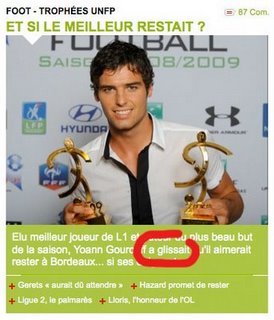 FOOT - TROPHÉES UNFP
87 Com.
ET SI LE MEILLEUR RESTAIT ?
FOOTBALL
SAISON 2008/2009
LFP
HYUNDAI
UNDER ARMOUR
FFF
Elu meilleur joueur de L1 et du plus beau but
de la saison, Yoann Gourcuff a glissait qu'il aimerait
rester à Bordeaux... si ses
Gerets « aurait dû attendre »
Hazard promet de rester
Ligue 2, le palmarès
Lloris, l'honneur de l'OL